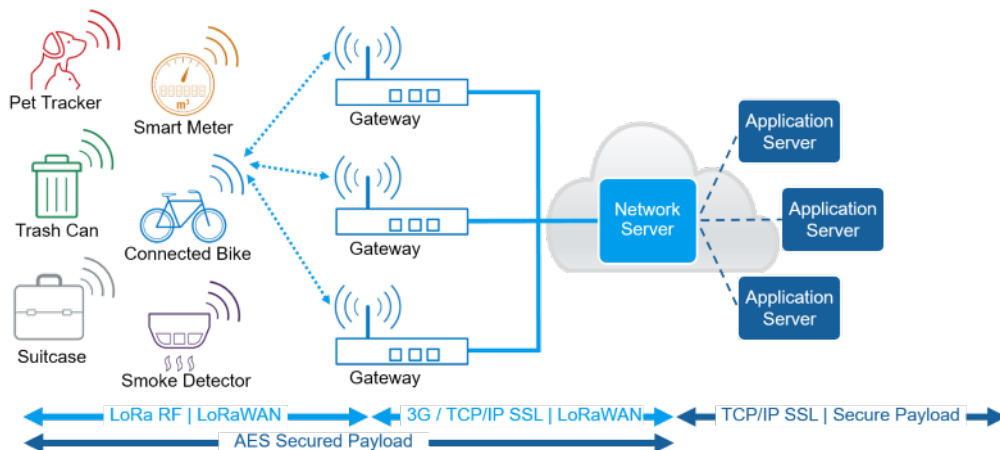 Pet Tracker
Smart Meter
m³
Trash Can
Connected Bike
Suitcase
Smoke Detector
Gateway
Gateway
Gateway
Network
Server
Application
Server
Application
Server
Application
Server
LoRa RF | LoRaWAN
3G / TCP/IP SSL | LoRaWAN
TCP/IP SSL | Secure Payload
AES Secured Payload